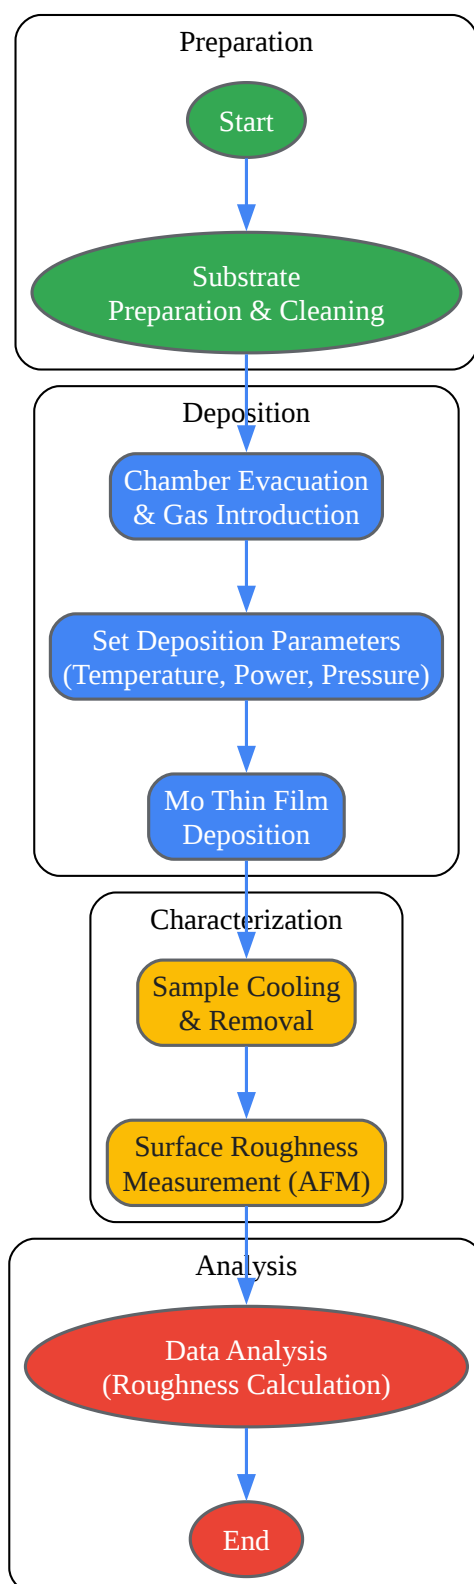 Preparation
Start
Substrate
Preparation & Cleaning
Deposition
Chamber Evacuation
& Gas Introduction
Set Deposition Parameters
(Temperature, Power, Pressure)
Mo Thin Film
Deposition
Characterization
Sample Cooling
& Removal
Surface Roughness
Measurement (AFM)
Analysis
Data Analysis
(Roughness Calculation)
End